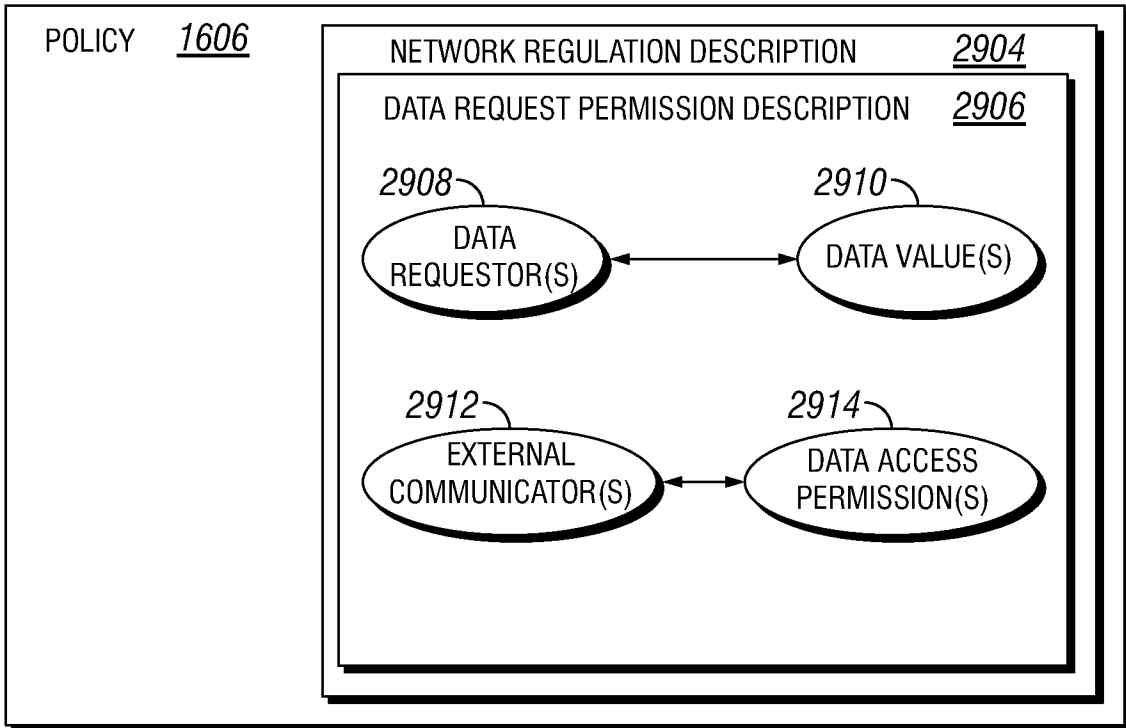 POLICY 1606
NETWORK REGULATION DESCRIPTION 2904
DATA REQUEST PERMISSION DESCRIPTION 2906
2908
DATA
REQUESTOR(S)
2910
DATA VALUE(S)
2912
EXTERNAL
COMMUNICATOR(S)
2914
DATA ACCESS
PERMISSION(S)